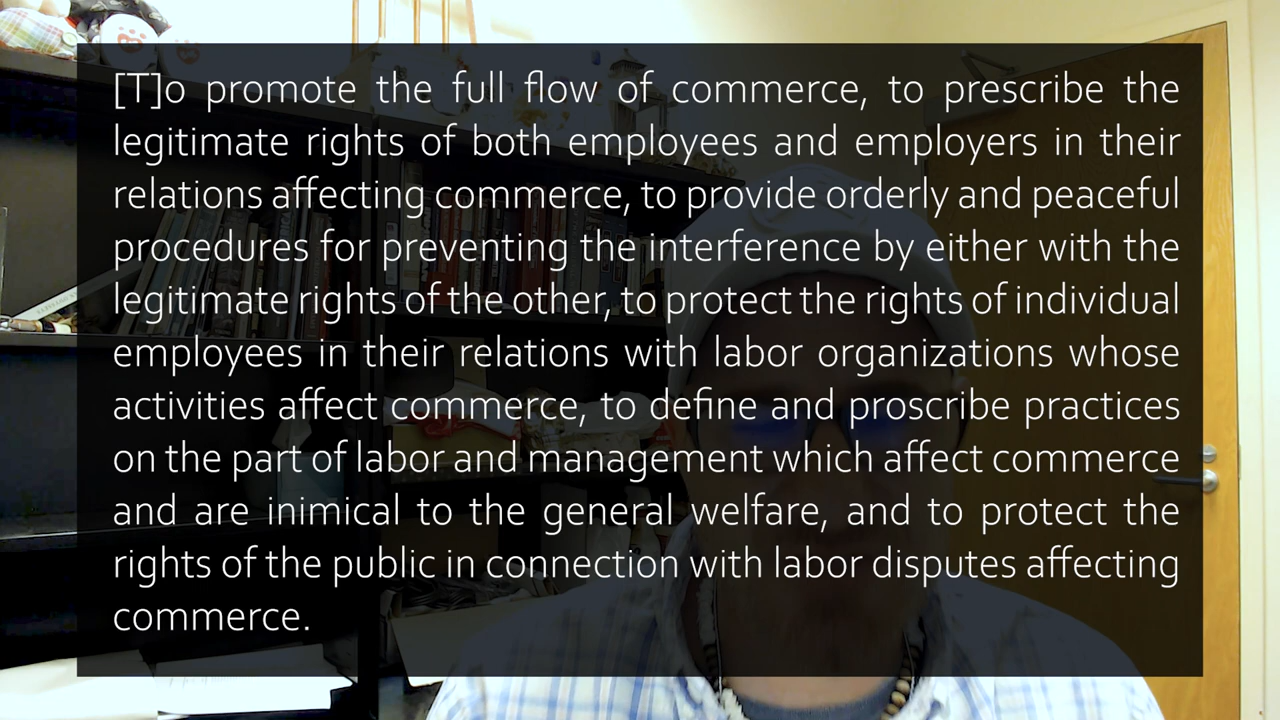 [T]o promote the full flow of commerce, to prescribe the
legitimate rights of both employees and employers in their
relations affecting commerce, to provide orderly and peaceful
procedures for preventing the interference by either with the
legitimate rights of the other, to protect the rights of individual
employees in their relations with labor organizations whose
activities affect commerce, to define and proscribe practices
on the part of labor and management which affect commerce
and are inimical to the general welfare, and to protect the
rights of the public in connection with labor disputes affecting
commerce.